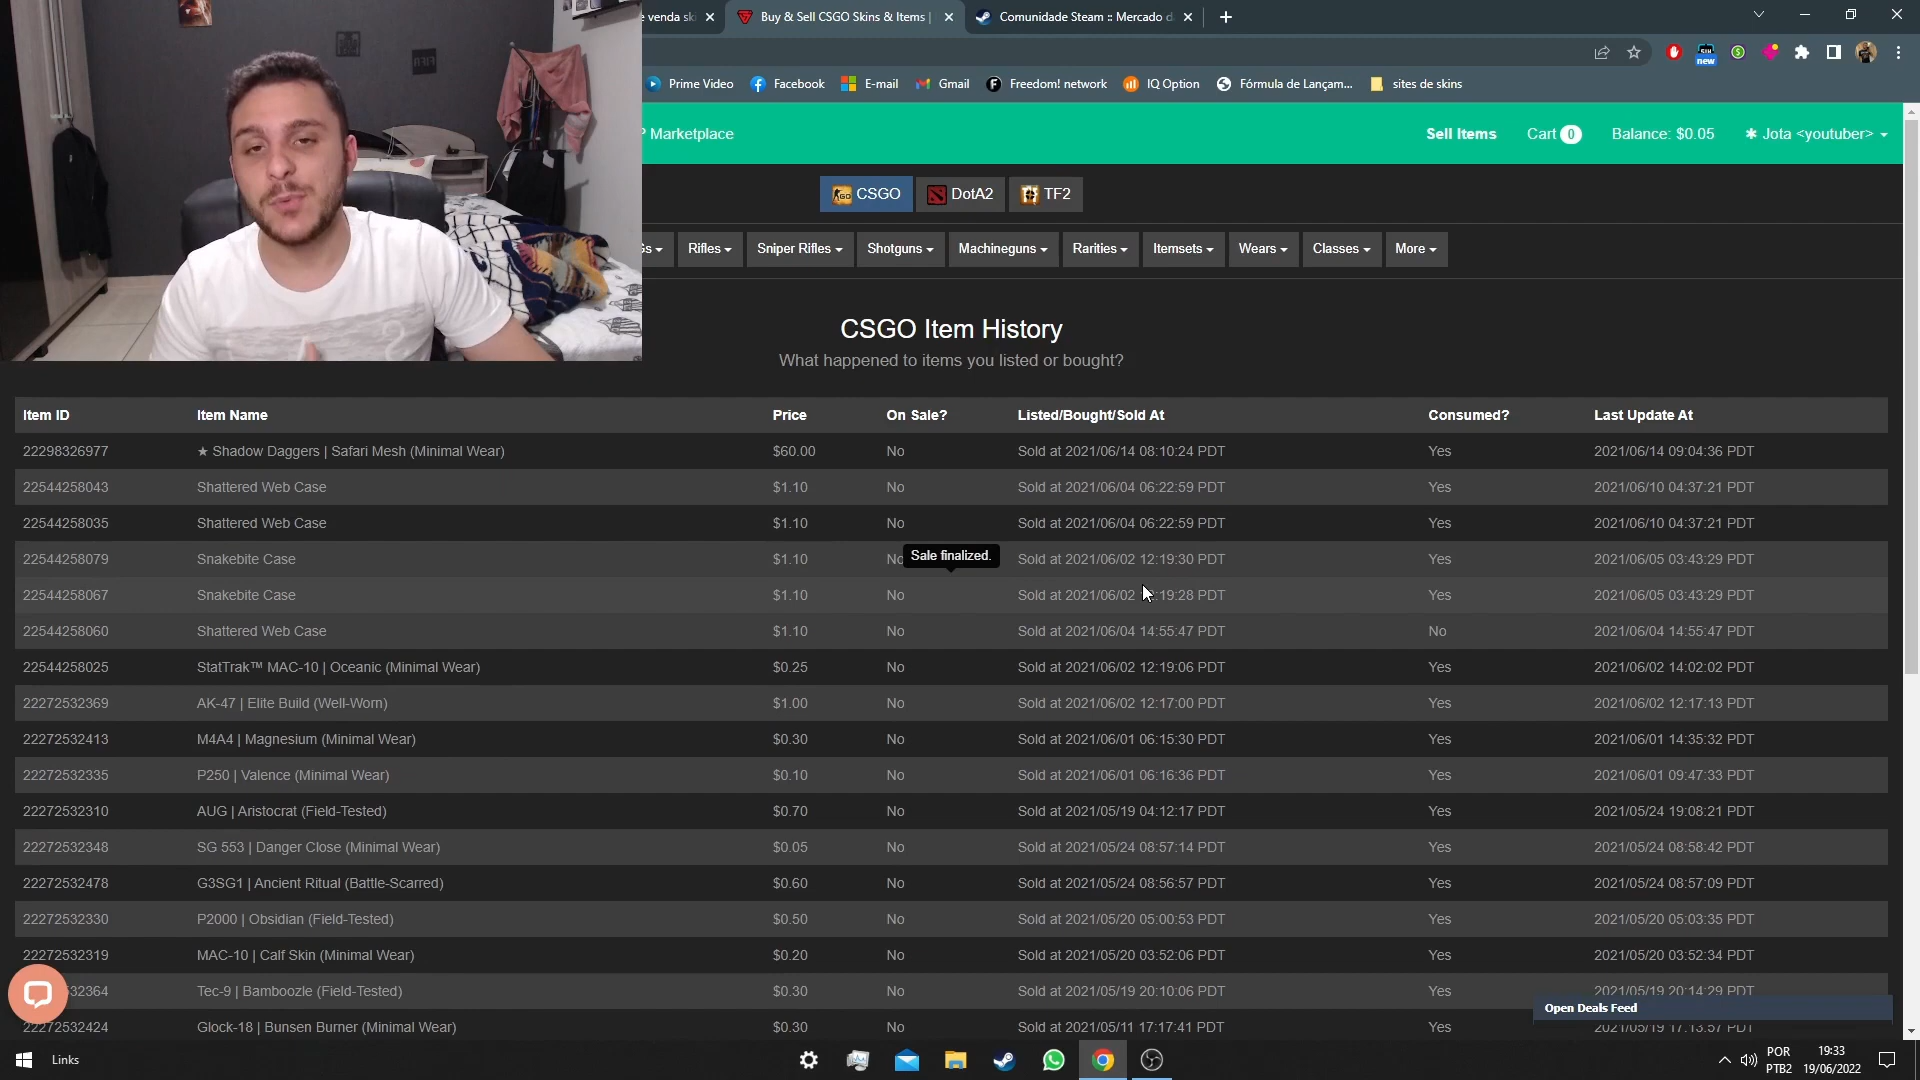 venda sk
Buy & Sell CSGO Skins & Items |
Comunidade Steam :: Mercado d
new
Prime Video
Facebook
E-mail
Gmail
Freedom! network
IQ Option
Fórmula de Lançam...
sites de skins
Marketplace
Sell Items
Cart 0
Balance: $0.05
Jota <youtuber>
CSGO
DotA2
TF2
Gs
Rifles
Sniper Rifles
Shotguns
Machineguns
Rarities
Itemsets
Wears
Classes
More
CSGO Item History
What happened to items you listed or bought?
Item ID Item Name Price On Sale? Listed/Bought/Sold At Consumed? Last Update At
22298326977 ★ Shadow Daggers | Safari Mesh (Minimal Wear) $60.00 No Sold at 2021/06/14 08:10:24 PDT Yes 2021/06/14 09:04:36 PDT
22544258043 Shattered Web Case $1.10 No Sold at 2021/06/04 06:22:59 PDT Yes 2021/06/10 04:37:21 PDT
22544258035 Shattered Web Case $1.10 No Sold at 2021/06/04 06:22:59 PDT Yes 2021/06/10 04:37:21 PDT
Sale finalized.
22544258079 Snakebite Case $1.10 No Sold at 2021/06/02 12:19:30 PDT Yes 2021/06/05 03:43:29 PDT
22544258067 Snakebite Case $1.10 No Sold at 2021/06/02 :19:28 PDT Yes 2021/06/05 03:43:29 PDT
22544258060 Shattered Web Case $1.10 No Sold at 2021/06/04 14:55:47 PDT No 2021/06/04 14:55:47 PDT
22544258025 StatTrak™ MAC-10 | Oceanic (Minimal Wear) $0.25 No Sold at 2021/06/02 12:19:06 PDT Yes 2021/06/02 14:02:02 PDT
22272532369 AK-47 | Elite Build (Well-Worn) $1.00 No Sold at 2021/06/02 12:17:00 PDT Yes 2021/06/02 12:17:13 PDT
22272532413 M4A4 | Magnesium (Minimal Wear) $0.30 No Sold at 2021/06/01 06:15:30 PDT Yes 2021/06/01 14:35:32 PDT
22272532335 P250 | Valence (Minimal Wear) $0.10 No Sold at 2021/06/01 06:16:36 PDT Yes 2021/06/01 09:47:33 PDT
22272532310 AUG | Aristocrat (Field-Tested) $0.70 No Sold at 2021/05/19 04:12:17 PDT Yes 2021/05/24 19:08:21 PDT
22272532348 SG 553 | Danger Close (Minimal Wear) $0.05 No Sold at 2021/05/24 08:57:14 PDT Yes 2021/05/24 08:58:42 PDT
22272532478 G3SG1 | Ancient Ritual (Battle-Scarred) $0.60 No Sold at 2021/05/24 08:56:57 PDT Yes 2021/05/24 08:57:09 PDT
22272532330 P2000 | Obsidian (Field-Tested) $0.50 No Sold at 2021/05/20 05:00:53 PDT Yes 2021/05/20 05:03:35 PDT
22272532319 MAC-10 | Calf Skin (Minimal Wear) $0.20 No Sold at 2021/05/20 03:52:06 PDT Yes 2021/05/20 03:52:34 PDT
32364 Tec-9 | Bamboozle (Field-Tested) $0.30 No Sold at 2021/05/19 20:10:06 PDT Yes 2021/05/19 20:14:29 PDT
Open Deals Feed
22272532424 Glock-18 | Bunsen Burner (Minimal Wear) $0.30 No Sold at 2021/05/11 17:17:41 PDT Yes 2021/05/19 17:13:57 PDT
Links
POR
PTB2
19:33
19/06/2022